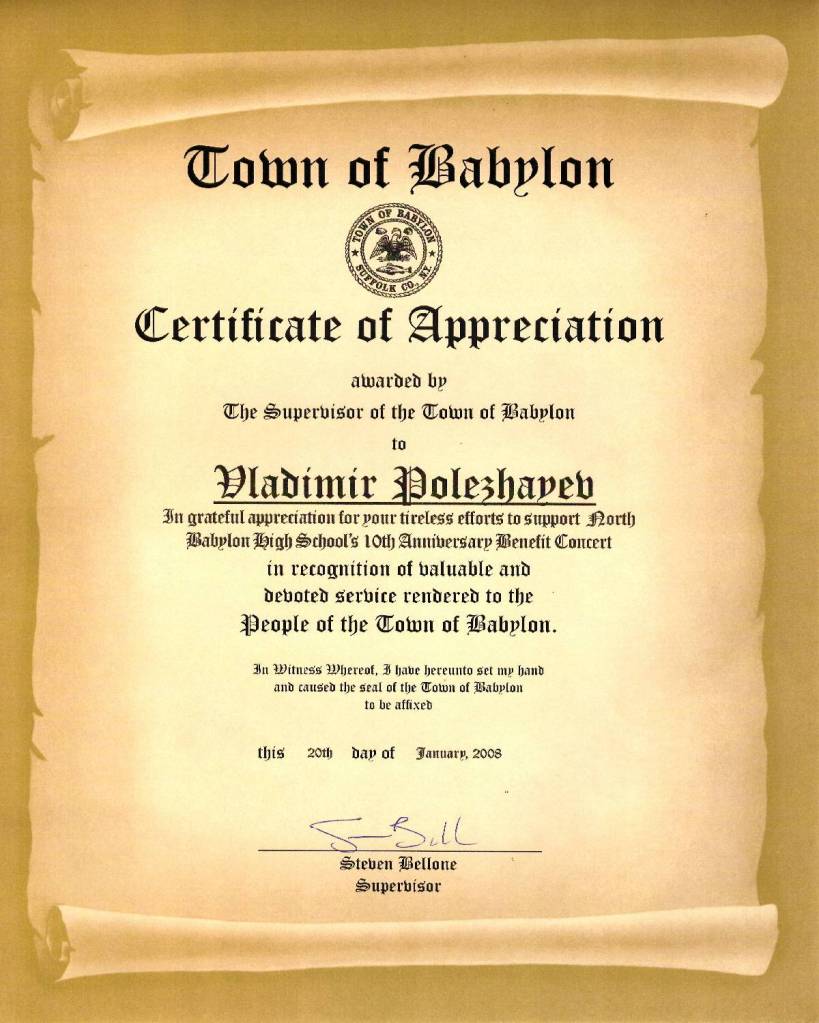 Town of Babylon
TOWN OF BABYLON
SUFFOLK CO., N.Y.
Certificate of Appreciation
awarded by
The Supervisor of the Town of Babylon
to
Vladimir Polezhayev
In grateful appreciation for your tireless efforts to support North
Babylon High School's 10th Anniversary Benefit Concert
in recognition of valuable and
devoted service rendered to the
People of the Town of Babylon.
In Witness Whereof, I have hereunto set my hand
and caused the seal of the Town of Babylon
to be affixed
this 20th day of January, 2008
Steven Bellone
Supervisor